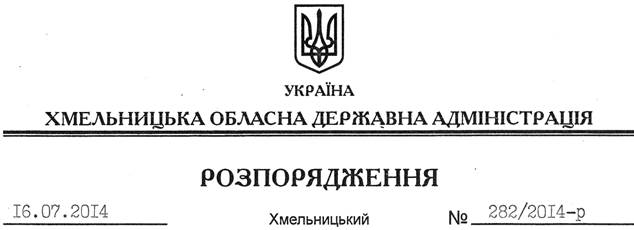 УКРАЇНА
ХМЕЛЬНИЦЬКА ОБЛАСНА ДЕРЖАВНА АДМІНІСТРАЦІЯ
РОЗПОРЯДЖЕННЯ
16.07.2014 Хмельницький № 282/2014-р